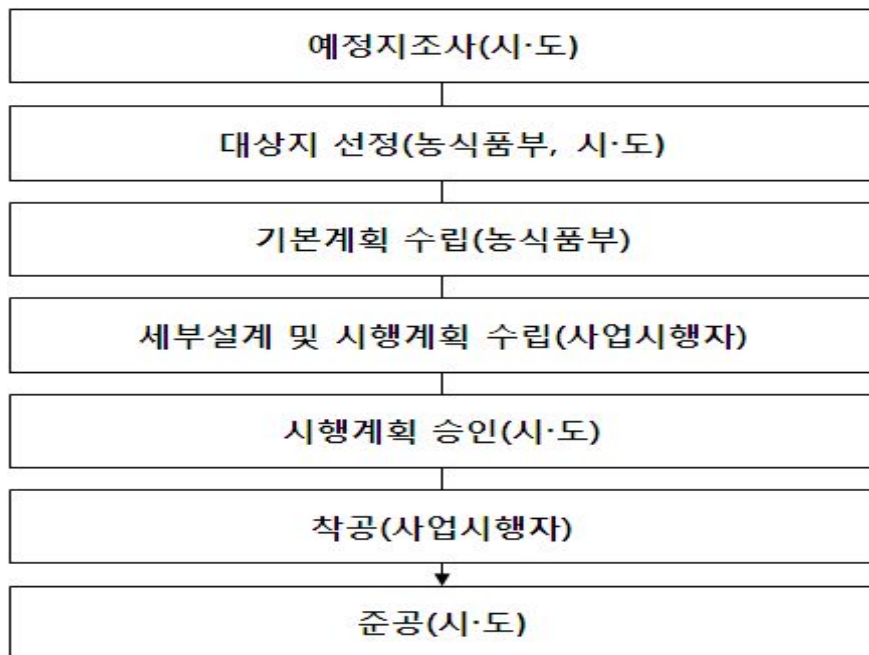 예정지조사(시·도)
대상지 선정(농식품부, 시·도)
기본계획 수립(농식품부)
세부설계 및 시행계획 수립(사업시행자)
시행계획 승인(시·도)
착공(사업시행자)
준공(시·도)